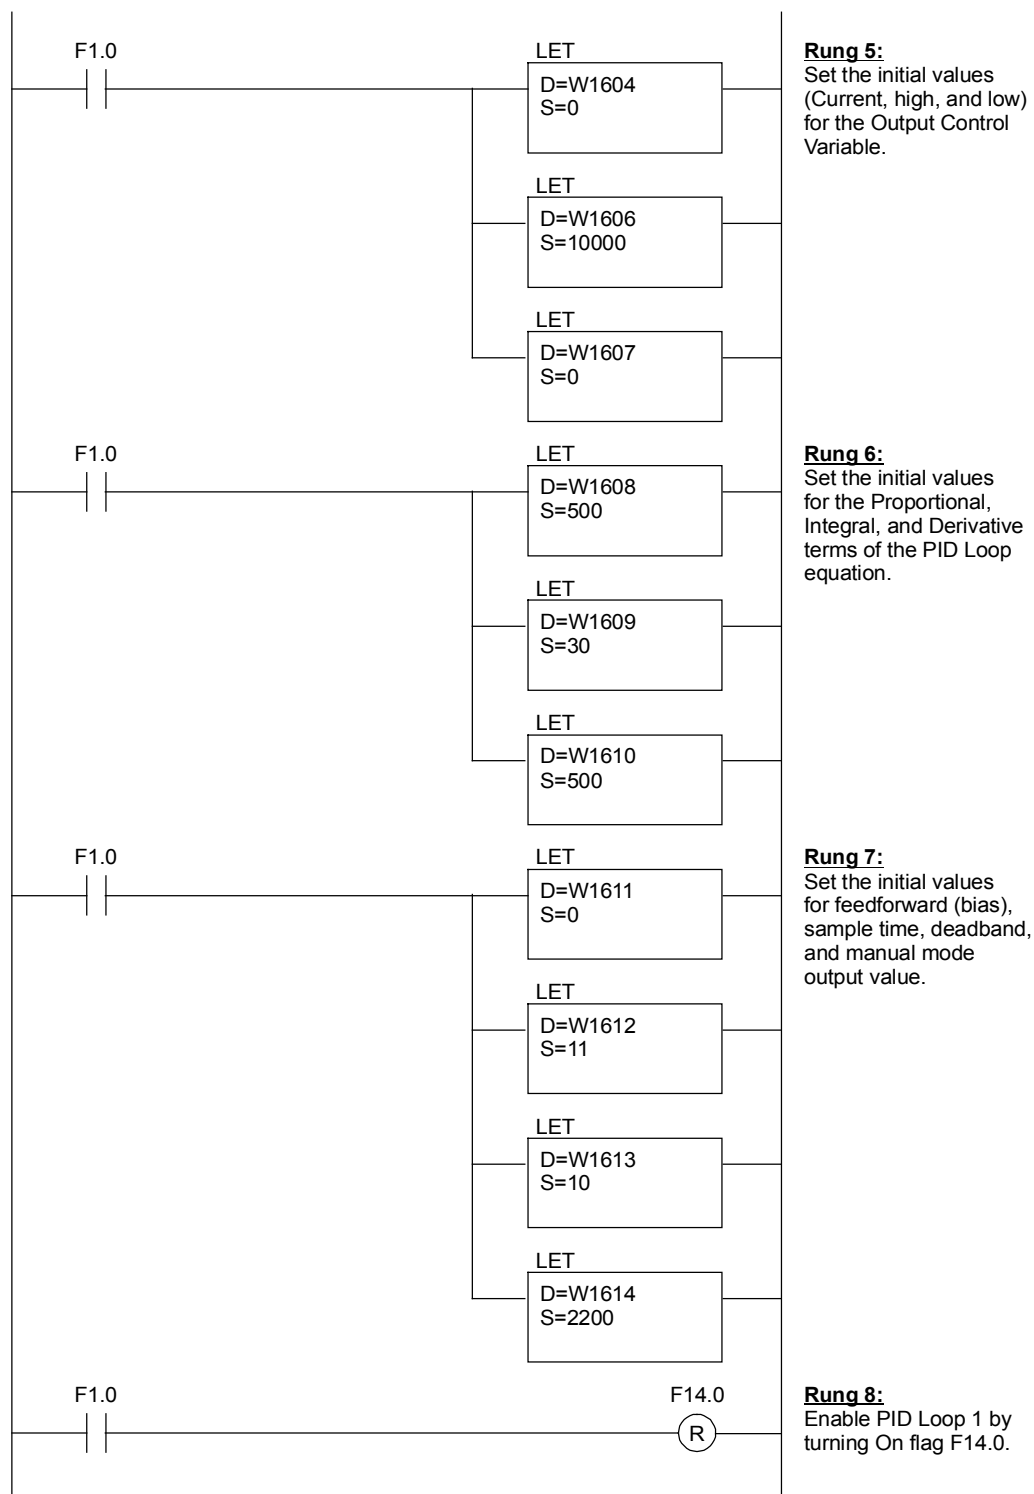 F1.0
LET
D=W1604
S=0
Rung 5:
Set the initial values
(Current, high, and low)
for the Output Control
Variable.
LET
D=W1606
S=10000
LET
D=W1607
S=0
F1.0
LET
D=W1608
S=500
Rung 6:
Set the initial values
for the Proportional,
Integral, and Derivative
terms of the PID Loop
equation.
LET
D=W1609
S=30
LET
D=W1610
S=500
F1.0
LET
D=W1611
S=0
Rung 7:
Set the initial values
for feedforward (bias),
sample time, deadband,
and manual mode
output value.
LET
D=W1612
S=11
LET
D=W1613
S=10
LET
D=W1614
S=2200
F1.0
F14.0
R
Rung 8:
Enable PID Loop 1 by
turning On flag F14.0.